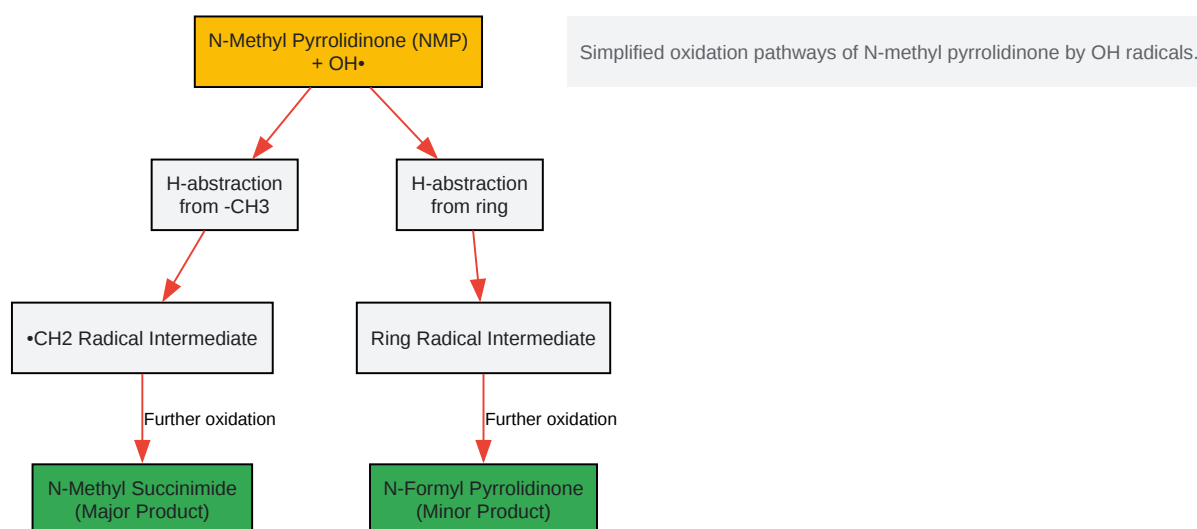 N-Methyl Pyrrolidinone (NMP)
+ OH•
Simplified oxidation pathways of N-methyl pyrrolidinone by OH radicals.
H-abstraction
from -CH3
H-abstraction
from ring
•CH2 Radical Intermediate
Ring Radical Intermediate
Further oxidation
Further oxidation
N-Methyl Succinimide
(Major Product)
N-Formyl Pyrrolidinone
(Minor Product)